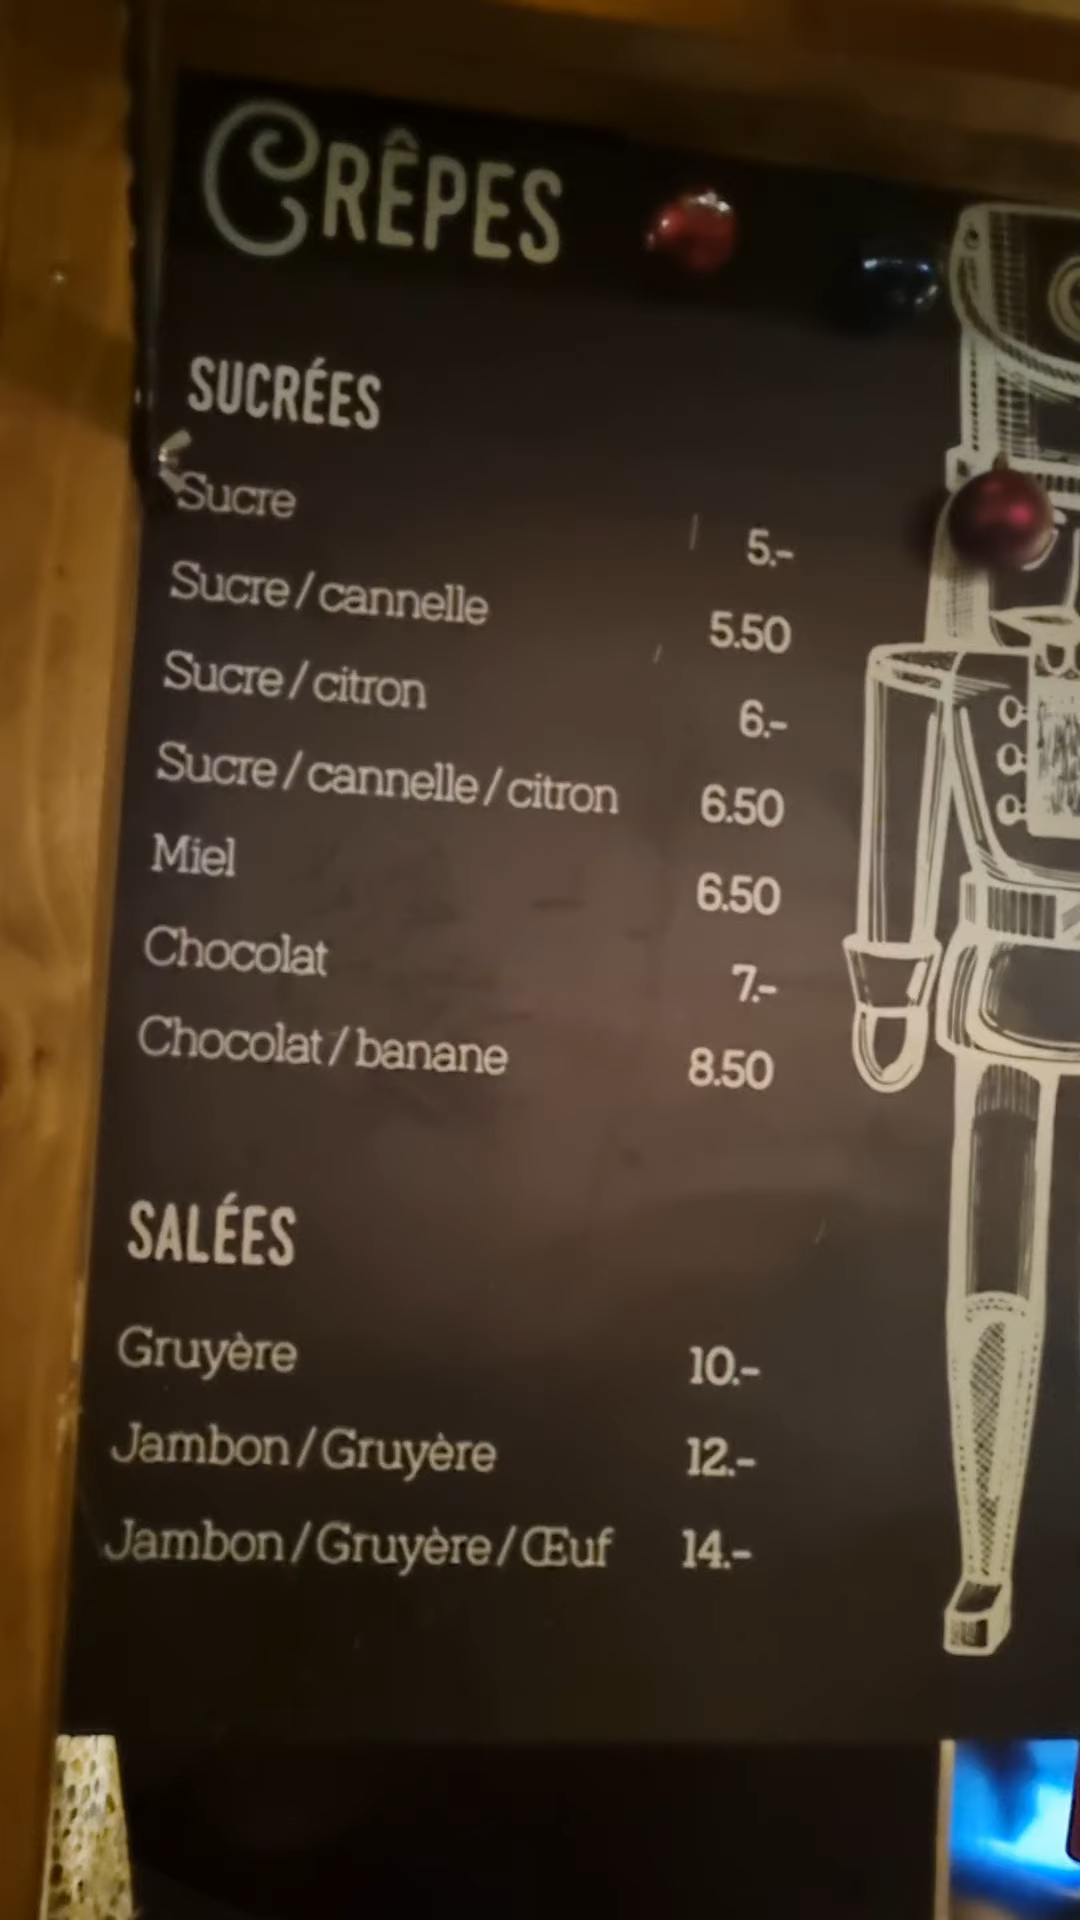 CRÊPES
SUCRÉES
Sucre 5.-
Sucre / cannelle 5.50
Sucre / citron 6.-
Sucre / cannelle / citron 6.50
Miel 6.50
Chocolat 7.-
Chocolat / banane 8.50
SALÉES
Gruyère 10.-
Jambon / Gruyère 12.-
Jambon / Gruyère / Œuf 14.-